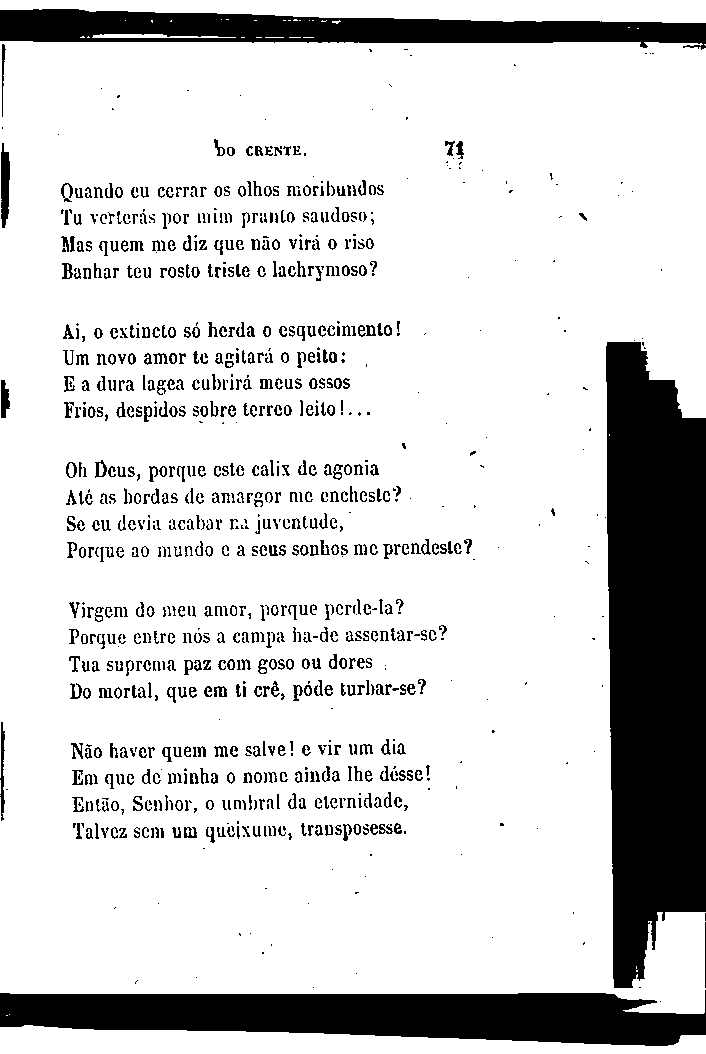 DO CRENTE. 71
Quando eu cerrar os olhos moribundos
Tu verterás por mim pranto saudoso;
Mas quem me diz que não virá o riso
Banhar teu rosto triste e lachrymoso?
Ai, o extincto só herda o esquecimento!
Um novo amor te agitará o peito:
E a dura lagea cubrirá meus ossos
Frios, despidos sobre terreo leito!...
Oh Deus, porque este calix de agonia
Até as bordas de amargor me encheste?
Se eu devia acabar na juventude,
Porque ao mundo e a seus sonhos me prendeste?
Virgem do meu amor, porque perde-la?
Porque entre nós a campa ha-de assentar-se?
Tua suprema paz com goso ou dores
Do mortal, que em ti crê, póde turbar-se?
Não haver quem me salve! e vir um dia
Em que de minha o nome ainda lhe désse!
Então, Senhor, o umbral da eternidade,
Talvez sem um queixume, transposesse.